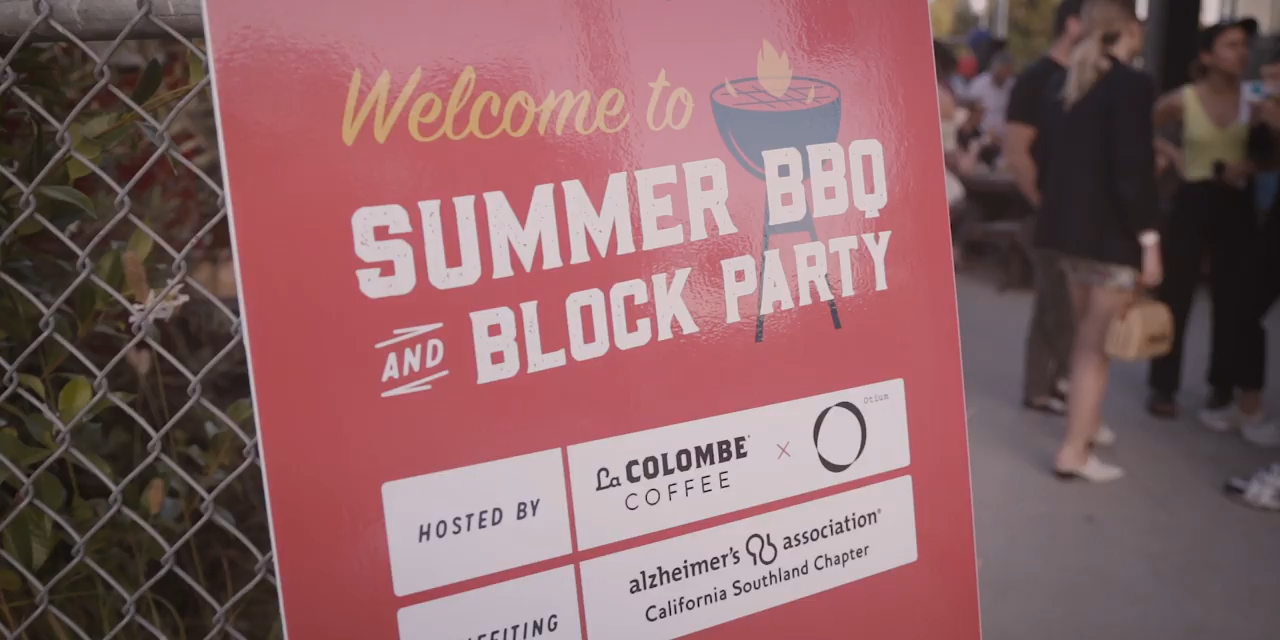 Welcome to
SUMMER BBQ
AND BLOCK PARTY
HOSTED BY
La COLOMBE
COFFEE
X
Otium
alzheimer's association®
California Southland Chapter